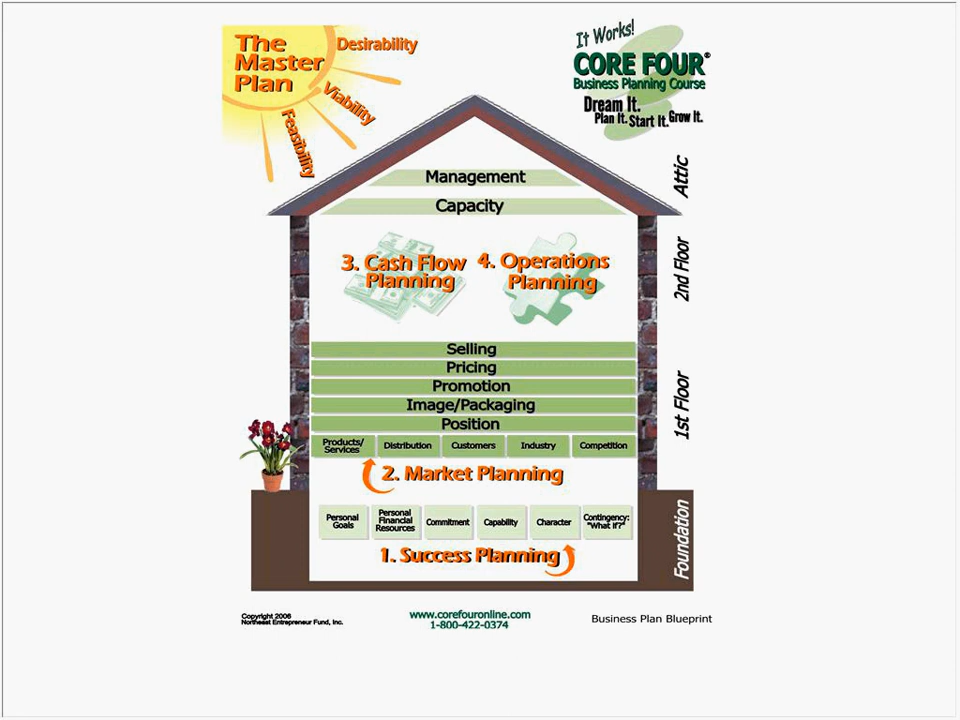 The
Master
Plan
Desirability
Viability
Feasibility
It Works!
CORE FOUR®
Business Planning Course
Dream It.
Plan It. Start It. Grow It.
Attic
Management
Capacity
2nd Floor
3. Cash Flow
Planning
4. Operations
Planning
1st Floor
Selling
Pricing
Promotion
Image/Packaging
Position
Products/
Services
Distribution
Customers
Industry
Competition
2. Market Planning
Foundation
Personal
Goals
Personal
Financial
Resources
Commitment
Capability
Character
Contingency:
"What If?"
1. Success Planning
Copyright 2006
Northeast Entrepreneur Fund, Inc.
www.corefouronline.com
1-800-422-0374
Business Plan Blueprint